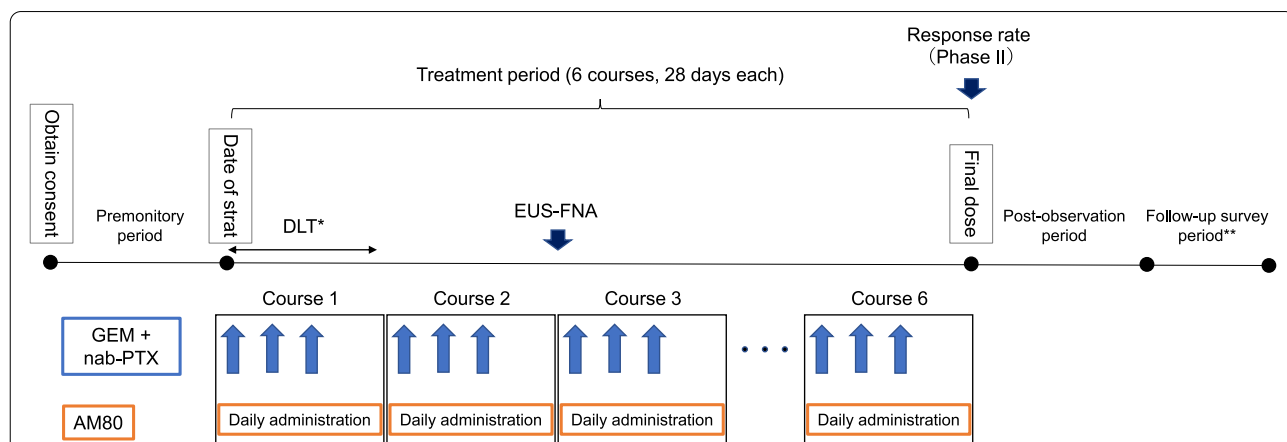 Response rate
（Phase II）
Treatment period (6 courses, 28 days each)
Obtain consent
Date of strat
Final dose
Premonitory
period
DLT*
EUS-FNA
Post-observation
period
Follow-up survey
period**
Course 1
Course 2
Course 3
Course 6
GEM +
nab-PTX
AM80
Daily administration
Daily administration
Daily administration
Daily administration